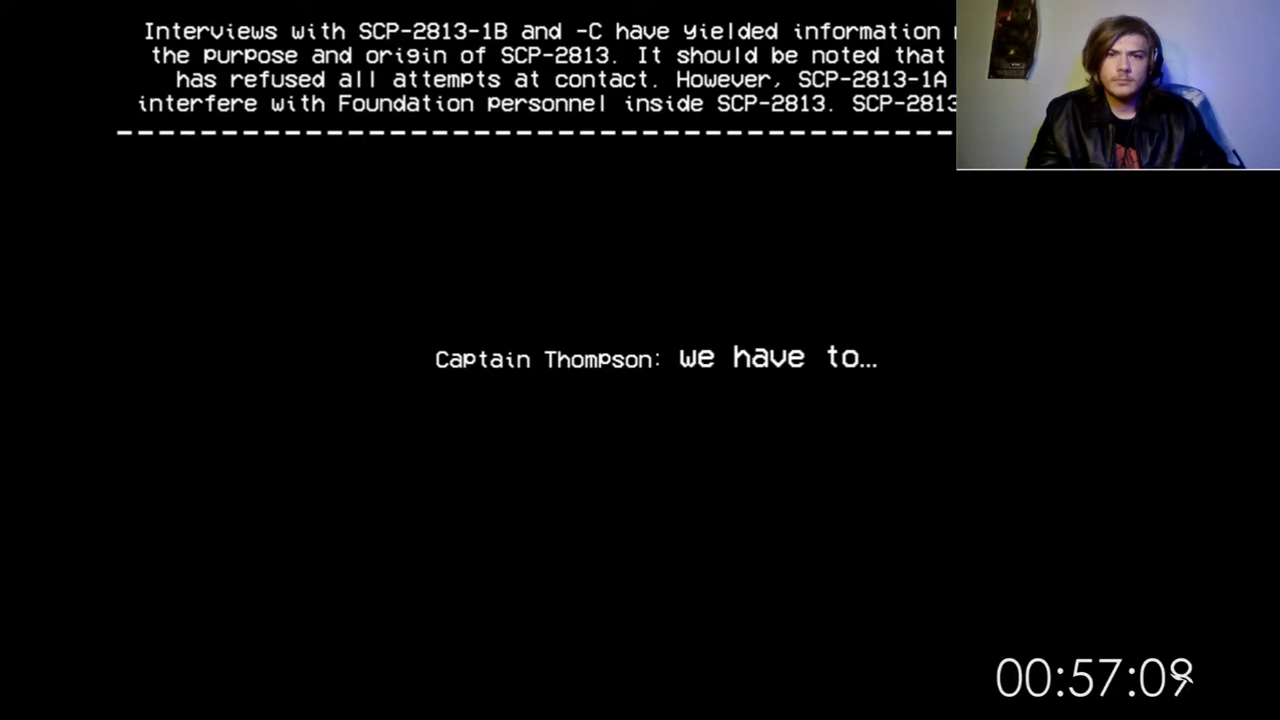 Interviews with SCP-2813-1B and -C have yielded information
the purpose and origin of SCP-2813. It should be noted that
has refused all attempts at contact. However, SCP-2813-1A
interfere with Foundation personnel inside SCP-2813. SCP-2813
Captain Thompson: we have to…
00:57:09